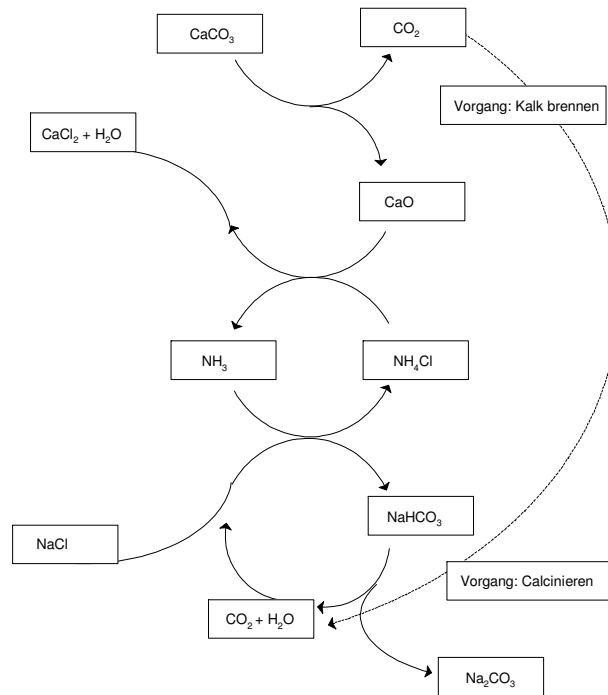 CaCO₃
CO₂
Vorgang: Kalk brennen
CaCl₂ + H₂O
CaO
NH₃
NH₄Cl
NaHCO₃
NaCl
Vorgang: Calcinieren
CO₂ + H₂O
Na₂CO₃